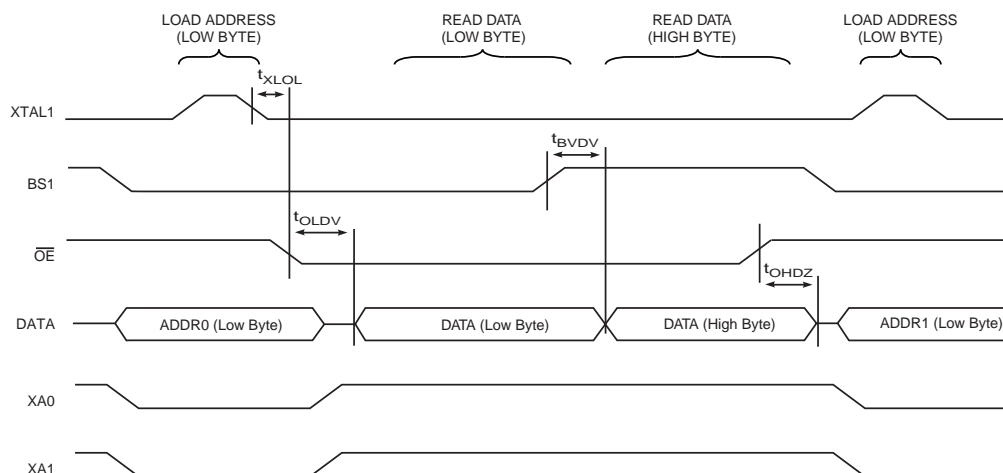 LOAD ADDRESS
(LOW BYTE)
READ DATA
(LOW BYTE)
READ DATA
(HIGH BYTE)
LOAD ADDRESS
(LOW BYTE)
tXLOL
XTAL1
tBVDV
BS1
tOLDV
OE
tOHDZ
DATA
ADDR0 (Low Byte)
DATA (Low Byte)
DATA (High Byte)
ADDR1 (Low Byte)
XA0
XA1